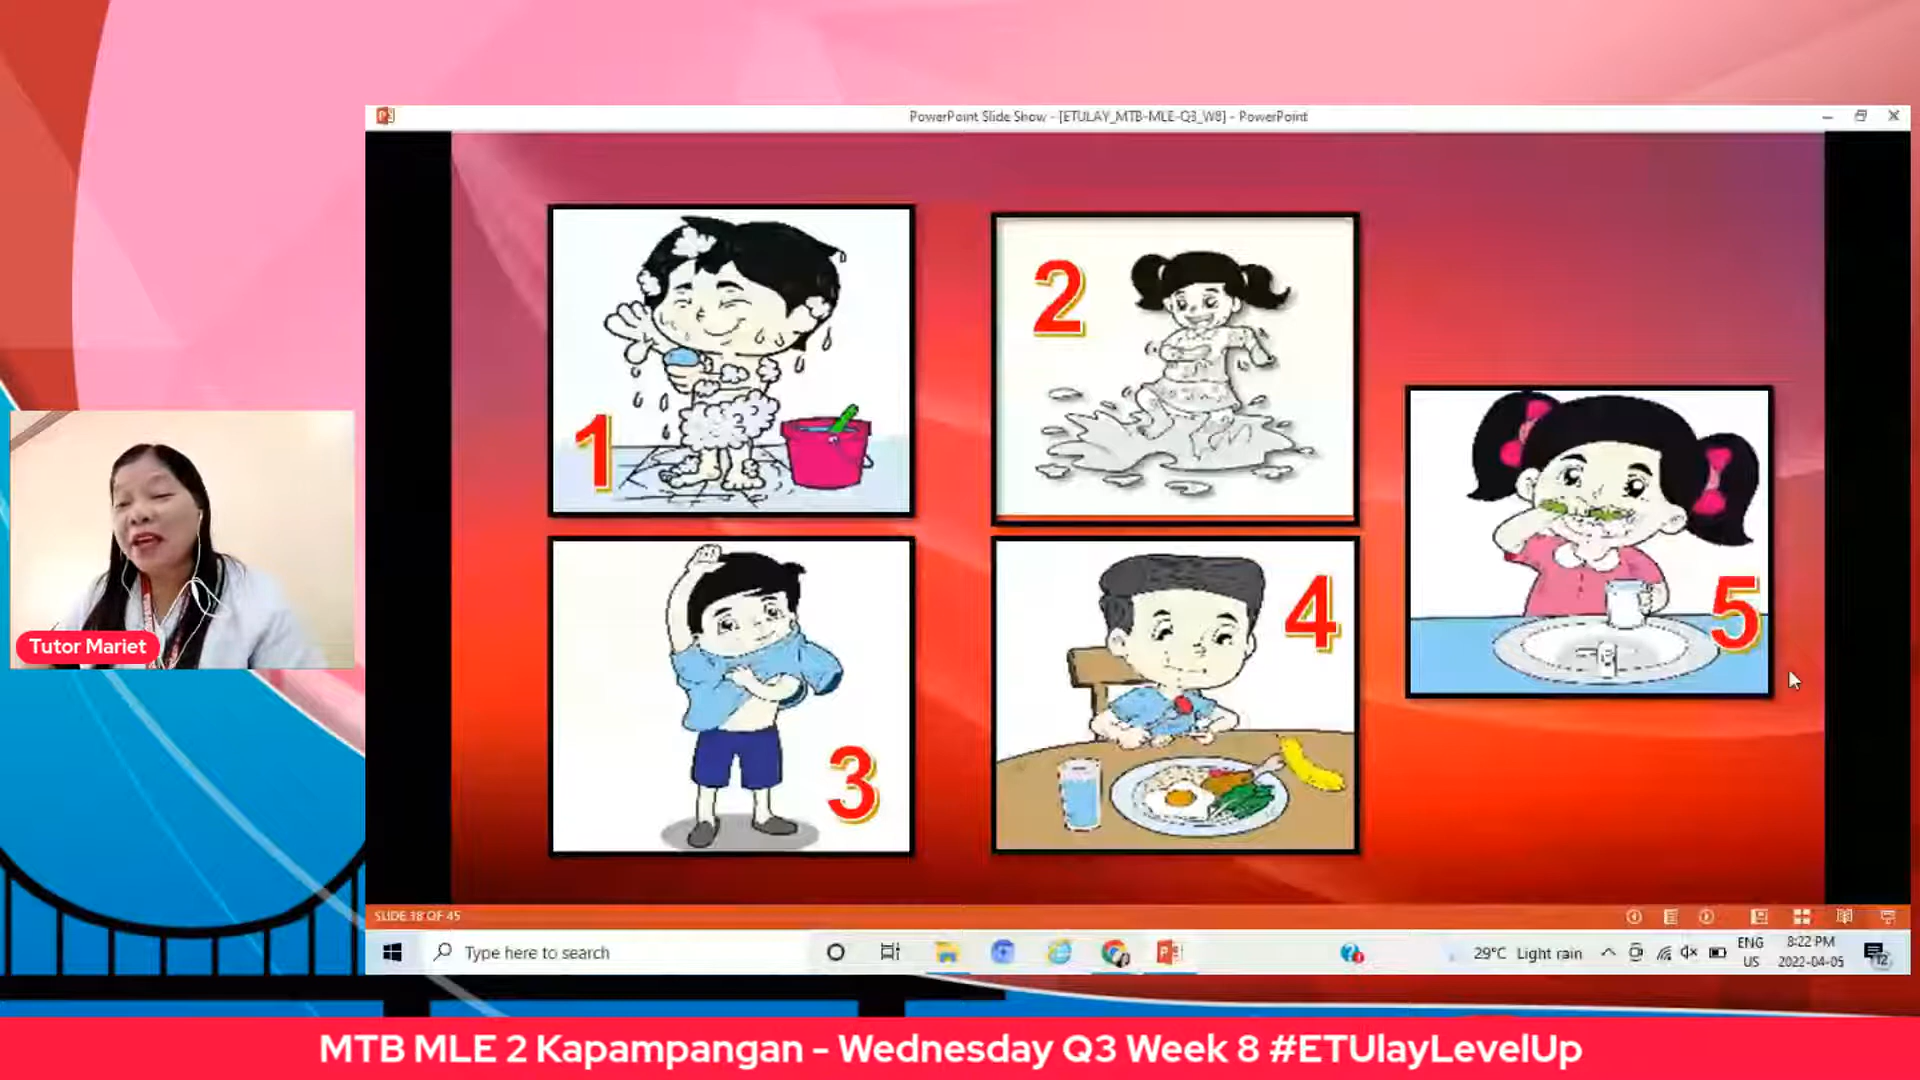 PowerPoint Slide Show - [ETULAY_MTB-MLE-Q3_W8] - PowerPoint
1
2
3
4
5
Tutor Mariet
SLIDE 18 OF 45
Type here to search
29°C Light rain
ENG
US
8:22 PM
2022-04-05
12
MTB MLE 2 Kapampangan - Wednesday Q3 Week 8 #ETUlayLevelUp